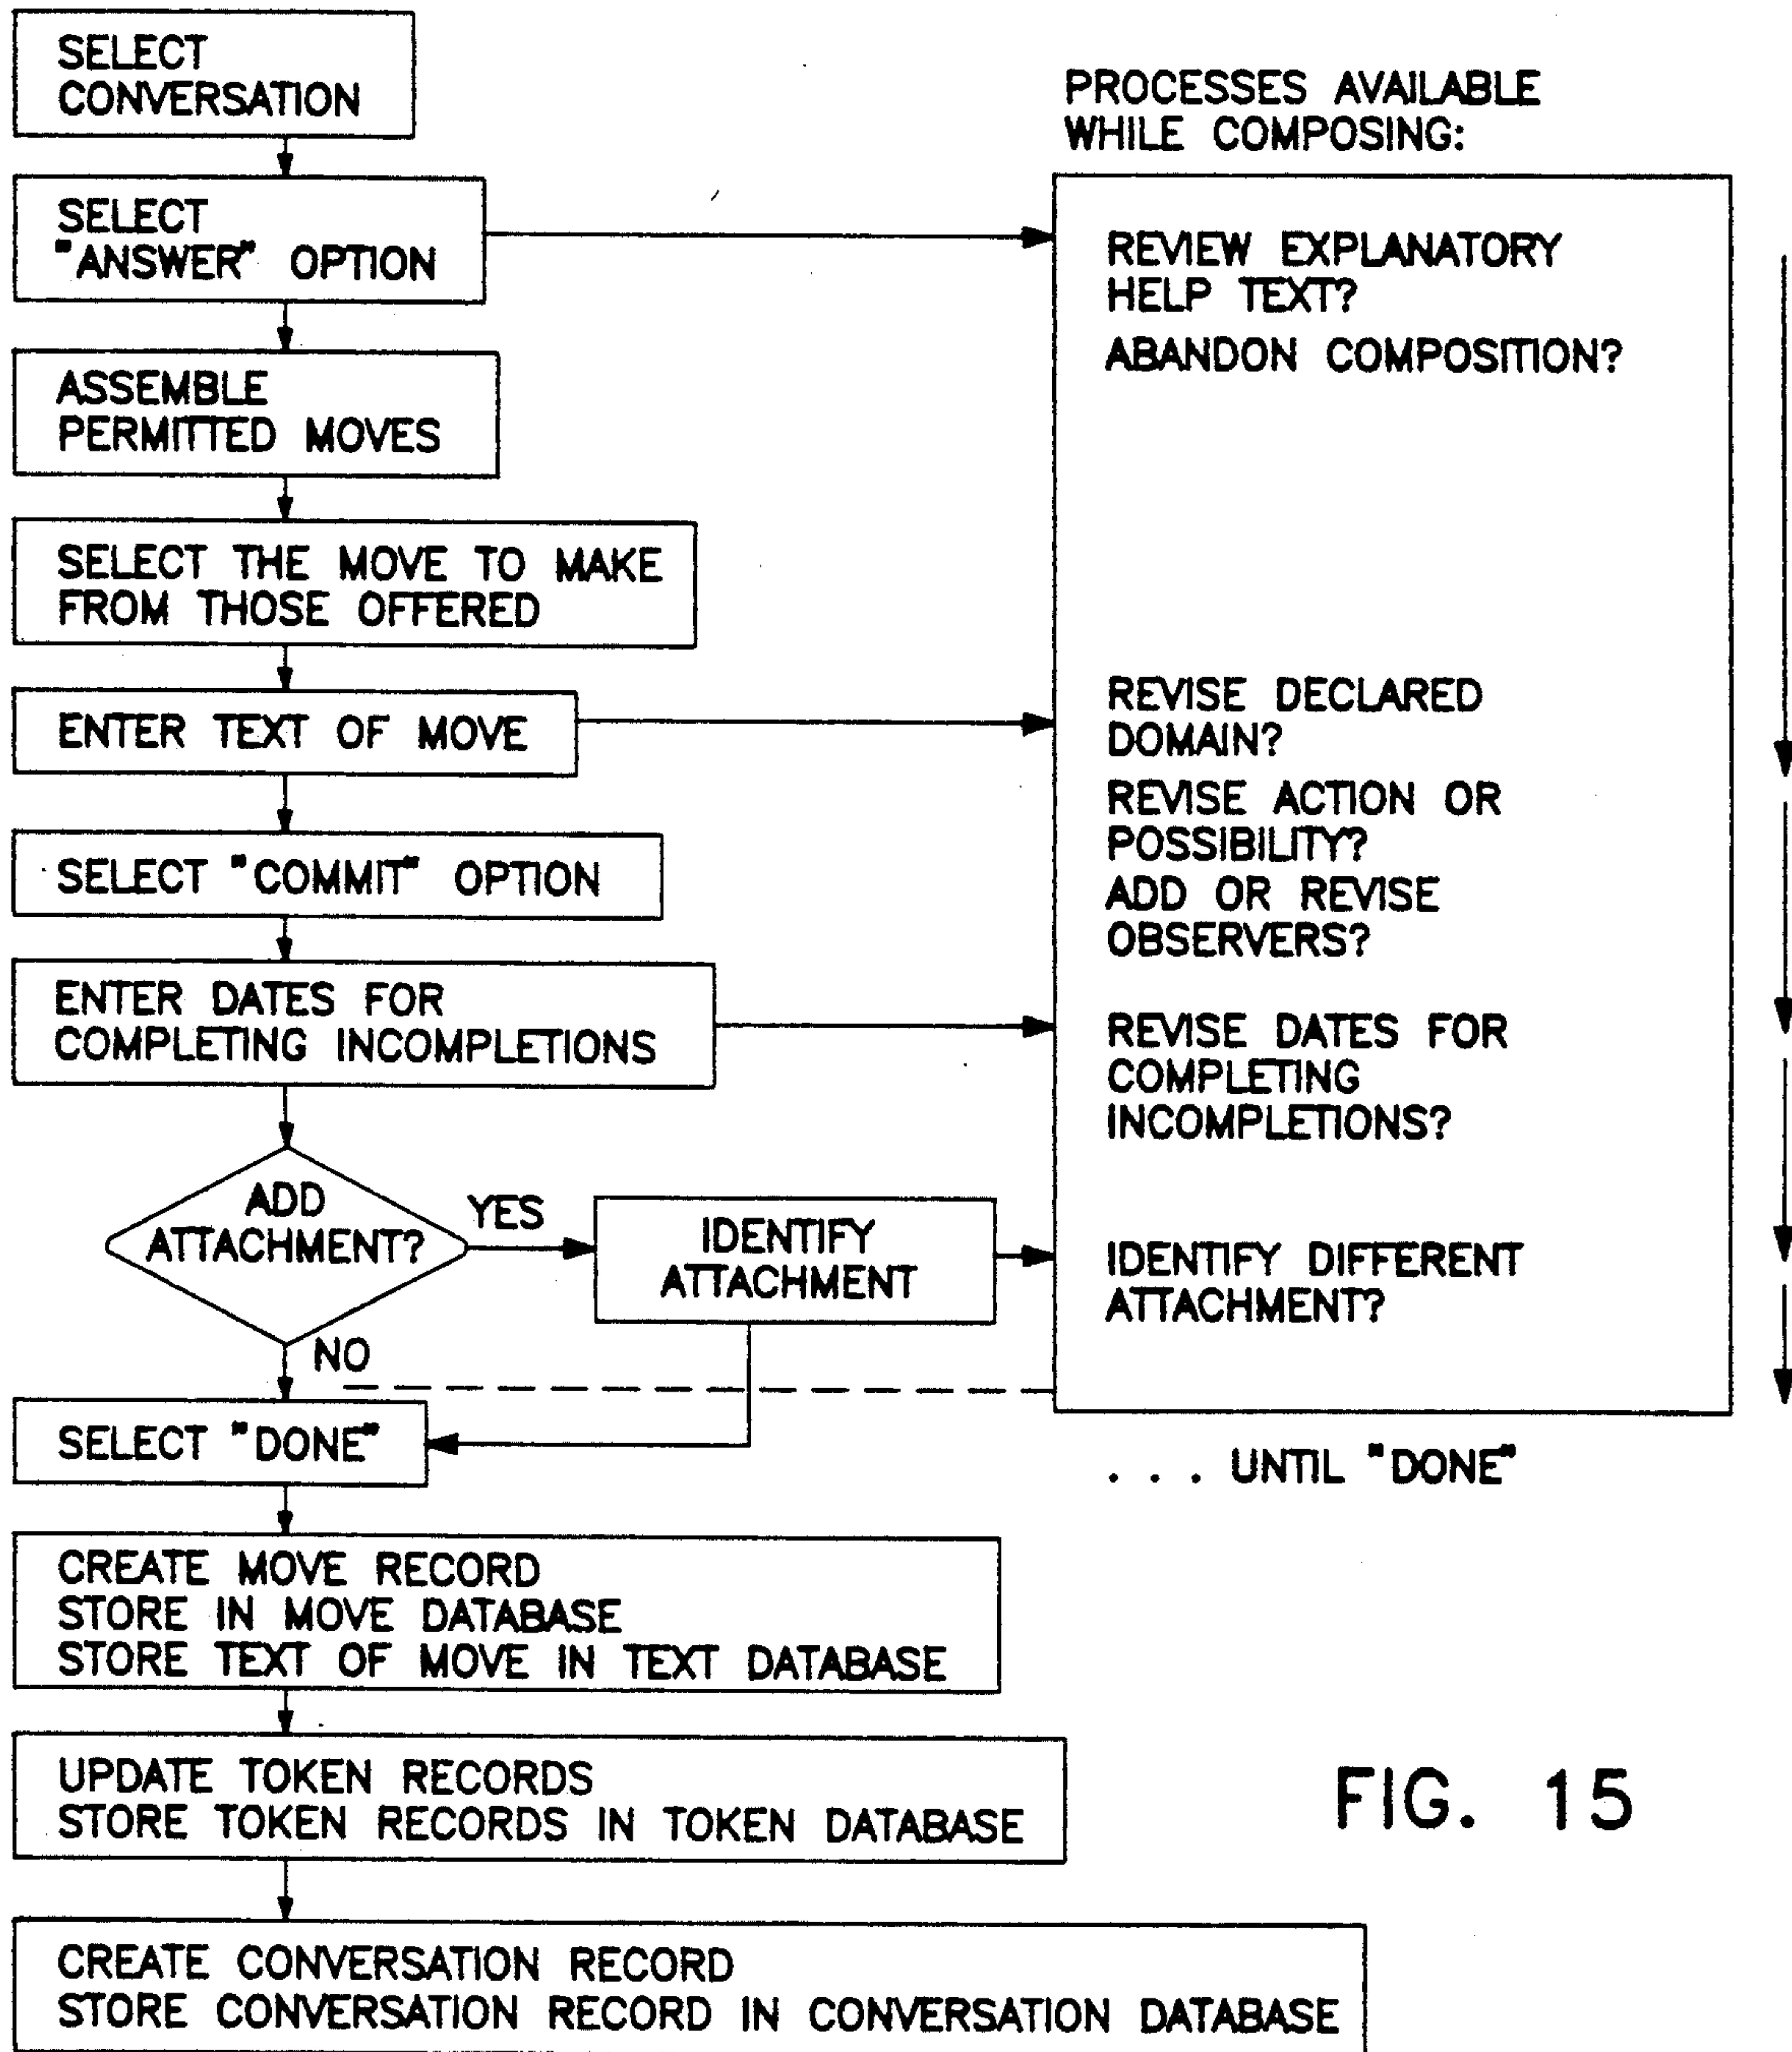 SELECT
CONVERSATION
SELECT
"ANSWER" OPTION
ASSEMBLE
PERMITTED MOVES
SELECT THE MOVE TO MAKE
FROM THOSE OFFERED
ENTER TEXT OF MOVE
SELECT "COMMIT" OPTION
ENTER DATES FOR
COMPLETING INCOMPLETIONS
ADD
ATTACHMENT?
YES
IDENTIFY
ATTACHMENT
NO
SELECT "DONE"
CREATE MOVE RECORD
STORE IN MOVE DATABASE
STORE TEXT OF MOVE IN TEXT DATABASE
UPDATE TOKEN RECORDS
STORE TOKEN RECORDS IN TOKEN DATABASE
CREATE CONVERSATION RECORD
STORE CONVERSATION RECORD IN CONVERSATION DATABASE
PROCESSES AVAILABLE
WHILE COMPOSING:
REVIEW EXPLANATORY
HELP TEXT?
ABANDON COMPOSITION?
REVISE DECLARED
DOMAIN?
REVISE ACTION OR
POSSIBILITY?
ADD OR REVISE
OBSERVERS?
REVISE DATES FOR
COMPLETING
INCOMPLETIONS?
IDENTIFY DIFFERENT
ATTACHMENT?
. . . UNTIL "DONE"
FIG. 15